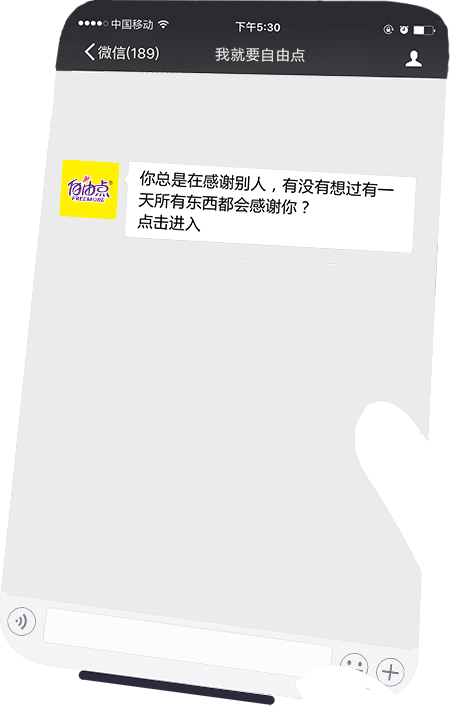 中国移动
下午5:30
微信(189)
我就要自由点
自由点
FREEMORE
你总是在感谢别人，有没有想过有一
天所有东西都会感谢你？
点击进入